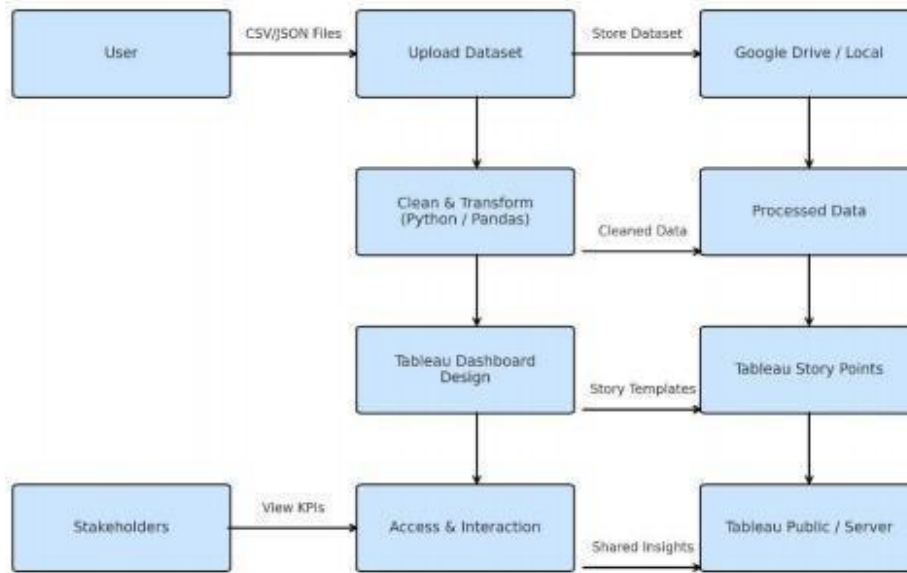 User
CSV/JSON Files
Upload Dataset
Store Dataset
Google Drive / Local
Clean & Transform
(Python / Pandas)
Cleaned Data
Processed Data
Tableau Dashboard
Design
Story Templates
Tableau Story Points
Stakeholders
View KPIs
Access & Interaction
Shared Insights
Tableau Public / Server